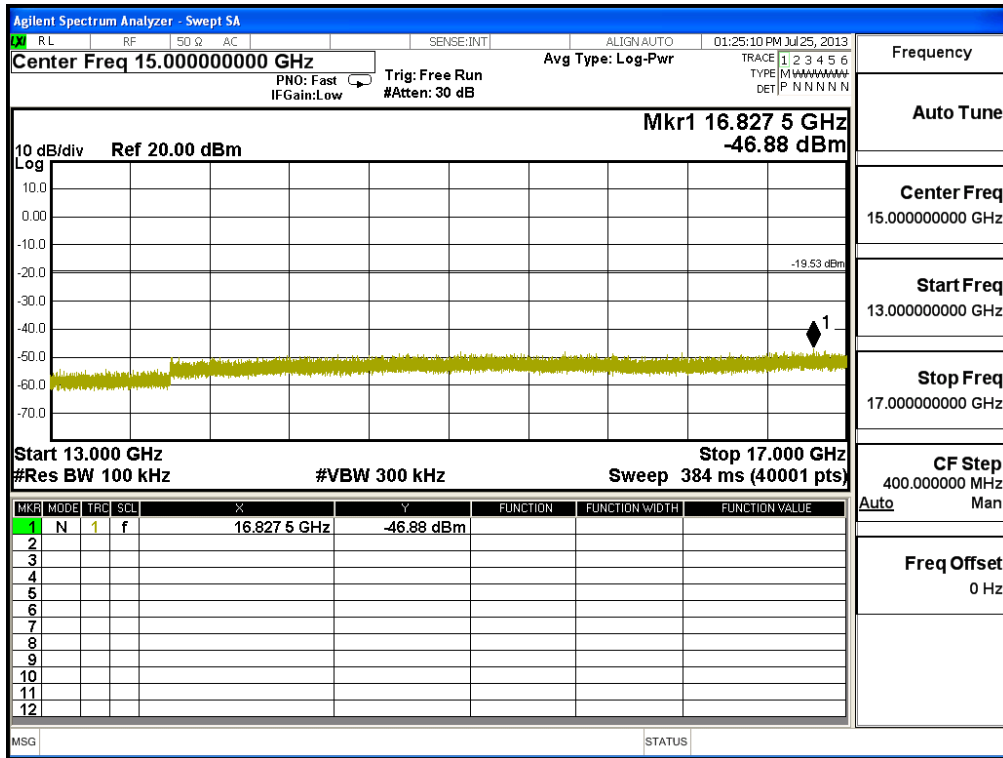 Agilent Spectrum Analyzer - Swept SA
LXI RL RF 50 Ω AC SENSE:INT ALIGN AUTO 01:25:10 PM Jul 25, 2013
Center Freq 15.000000000 GHz Avg Type: Log-Pwr TRACE 1 2 3 4 5 6
PNO: Fast Trig: Free Run TYPE M WWWWW
IFGain:Low #Atten: 30 dB DET P N N N N N
Mkr1 16.827 5 GHz
10 dB/div Ref 20.00 dBm -46.88 dBm
Log
10.0
0.00
-10.0
-19.53 dBm
-20.0
-30.0
-40.0
1
-50.0
-60.0
-70.0
Start 13.000 GHz Stop 17.000 GHz
#Res BW 100 kHz #VBW 300 kHz Sweep 384 ms (40001 pts)
MKR MODE TRC SCL X Y FUNCTION FUNCTION WIDTH FUNCTION VALUE
1 N 1 f 16.827 5 GHz -46.88 dBm
2
3
4
5
6
7
8
9
10
11
12
MSG STATUS
Frequency
Auto Tune
Center Freq
15.000000000 GHz
Start Freq
13.000000000 GHz
Stop Freq
17.000000000 GHz
CF Step
400.000000 MHz
Auto Man
Freq Offset
0 Hz